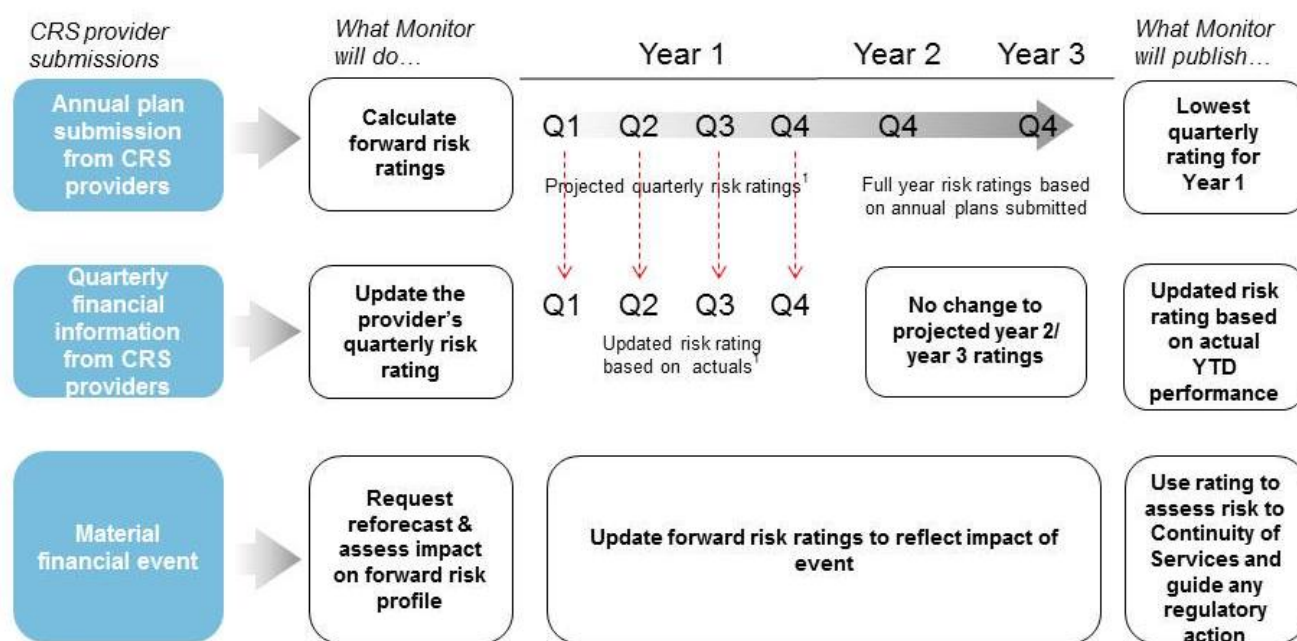 CRS provider
submissions
What Monitor
will do…
Year 1
Year 2
Year 3
What Monitor
will publish…
Annual plan
submission
from CRS
providers
Calculate
forward risk
ratings
Q1 Q2 Q3 Q4 Q4 Q4
Projected quarterly risk ratings¹
Full year risk ratings based
on annual plans submitted
Lowest
quarterly
rating for
Year 1
Quarterly
financial
information
from CRS
providers
Update the
provider’s
quarterly risk
rating
Q1 Q2 Q3 Q4
Updated risk rating
based on actuals¹
No change to
projected year 2/
year 3 ratings
Updated risk
rating based
on actual
YTD
performance
Material
financial event
Request
reforecast &
assess impact
on forward risk
profile
Update forward risk ratings to reflect impact of
event
Use rating to
assess risk to
Continuity of
Services and
guide any
regulatory
action